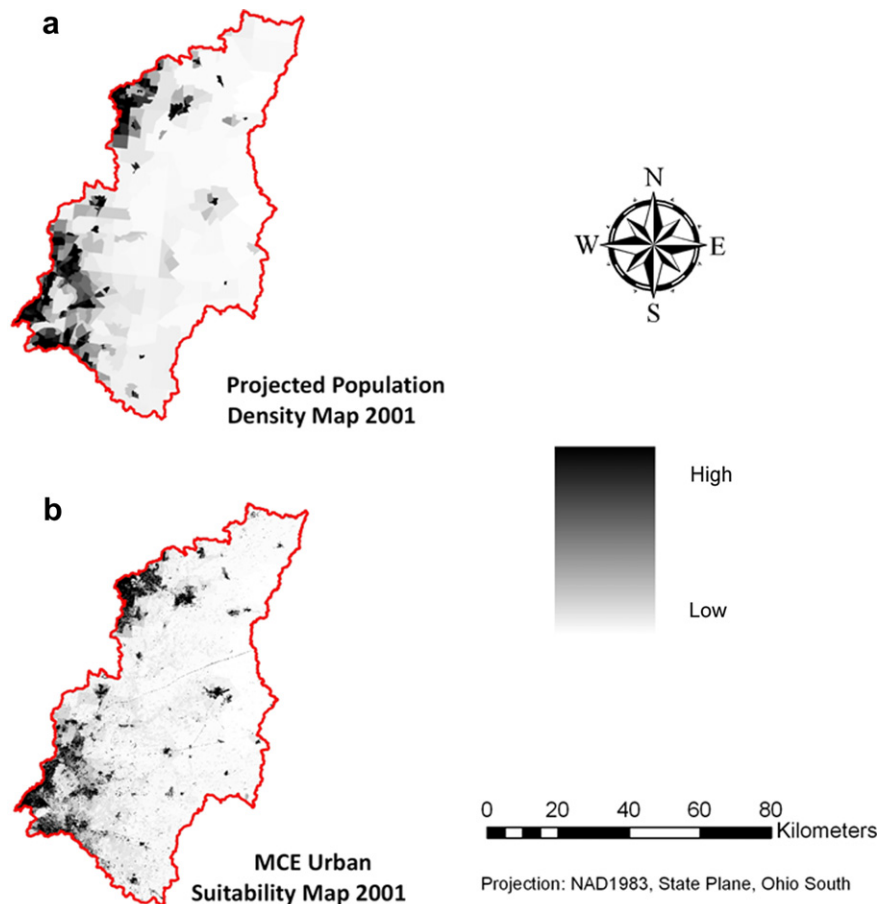 a
Projected Population
Density Map 2001
N
W
E
S
High
Low
b
MCE Urban
Suitability Map 2001
0 20 40 60 80
Kilometers
Projection: NAD1983, State Plane, Ohio South